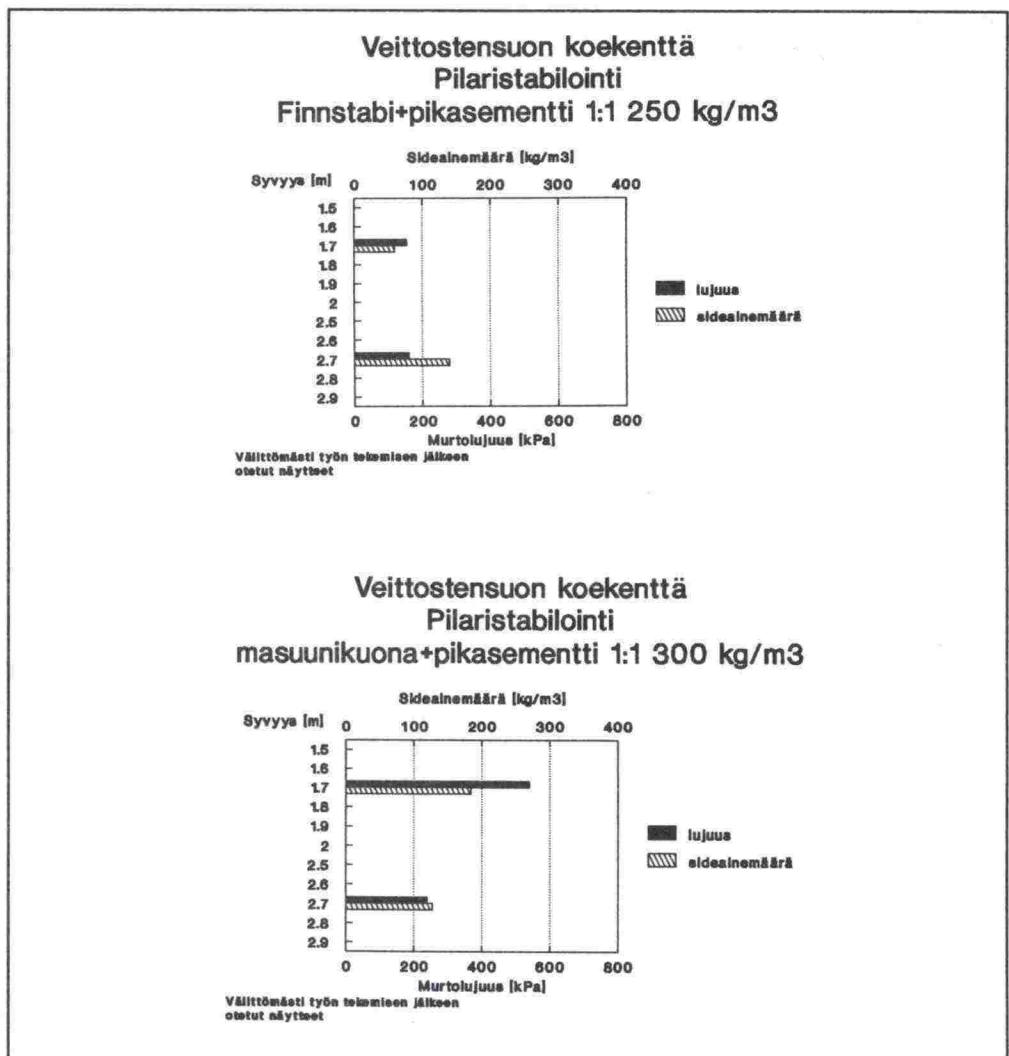 Veittostensuon koekenttä
Pilaristabilointi
Finnstabi+pikasementti 1:1 250 kg/m3
Sideainemäärä [kg/m3]
Syvyys [m] 0 100 200 300 400
1.5
1.6
1.7
1.8
1.9
2
2.5
2.6
2.7
2.8
2.9
lujuus
sideainemäärä
0 200 400 600 800
Murtolujuus [kPa]
Välittömästi työn tekemisen jälkeen
otetut näytteet
Veittostensuon koekenttä
Pilaristabilointi
masuunikuona+pikasementti 1:1 300 kg/m3
Sideainemäärä [kg/m3]
Syvyys [m] 0 100 200 300 400
1.5
1.6
1.7
1.8
1.9
2
2.5
2.6
2.7
2.8
2.9
lujuus
sideainemäärä
0 200 400 600 800
Murtolujuus [kPa]
Välittömästi työn tekemisen jälkeen
otetut näytteet